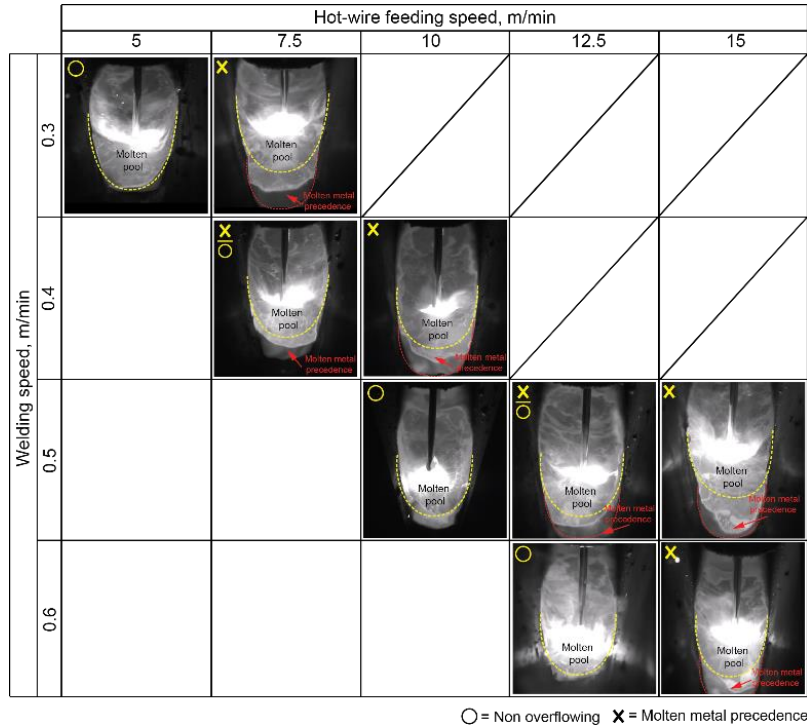 Hot-wire feeding speed, m/min
5 7.5 10 12.5 15
Welding speed, m/min
0.3
O
Molten
pool
X
Molten
pool
Molten metal
precedence
0.4
X
O
Molten
pool
Molten metal
precedence
X
Molten
pool
Molten metal
precedence
0.5
O
Molten
pool
X
O
Molten
pool
Molten metal
precedence
X
Molten
pool
Molten metal
precedence
0.6
O
Molten
pool
X
Molten
pool
Molten metal
precedence
O = Non overflowing X = Molten metal precedence